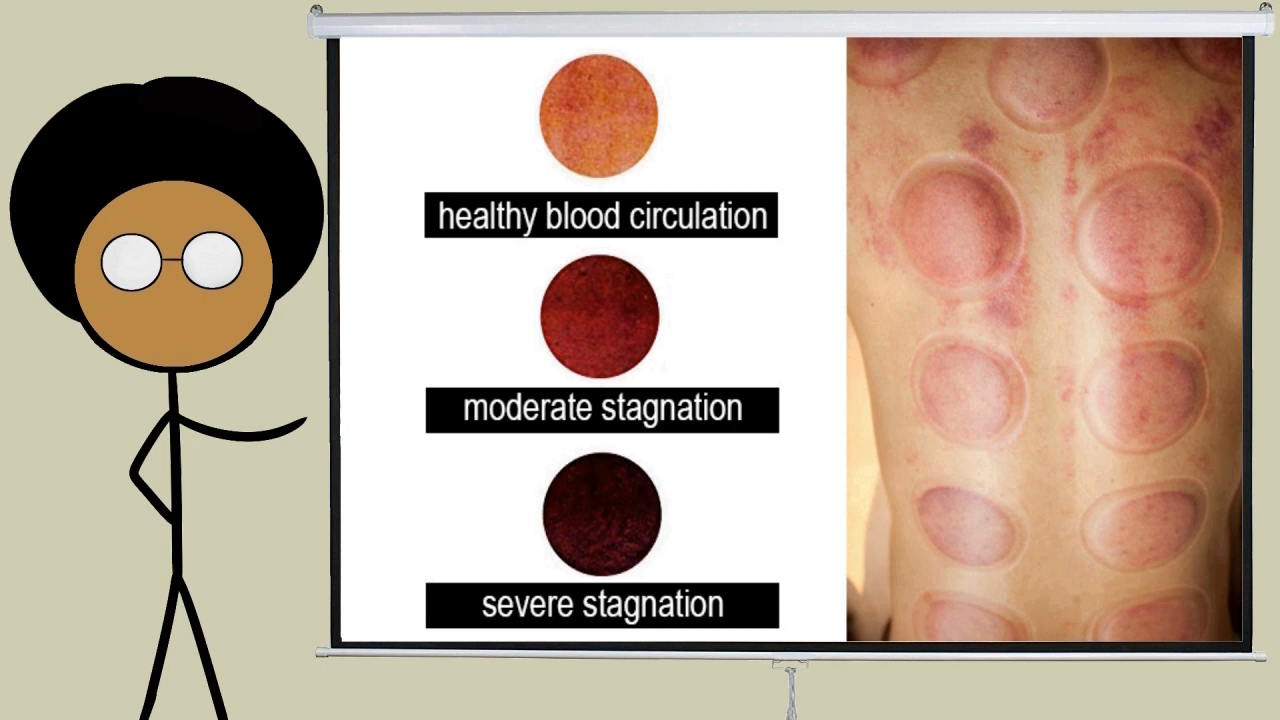 healthy blood circulation
moderate stagnation
severe stagnation